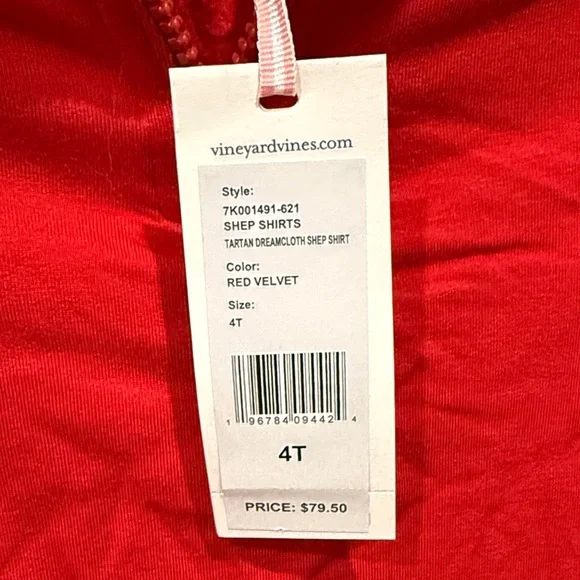 vineyardvines.com
Style:
7K001491-621
SHEP SHIRTS
TARTAN DREAMCLOTH SHEP SHIRT
Color:
RED VELVET
Size:
4T
1 96784 09442 4
4T
PRICE: $79.50